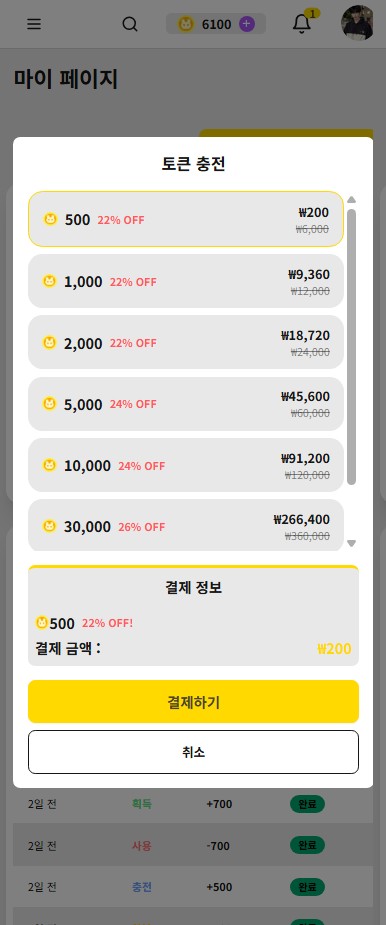 6100
1
마이 페이지
토큰 충전
500 22% OFF ₩200
₩6,000
1,000 22% OFF ₩9,360
₩12,000
2,000 22% OFF ₩18,720
₩24,000
5,000 24% OFF ₩45,600
₩60,000
10,000 24% OFF ₩91,200
₩120,000
30,000 26% OFF ₩266,400
₩360,000
결제 정보
500 22% OFF!
결제 금액 : ₩200
결제하기
취소
2일 전 획득 +700 완료
2일 전 사용 -700 완료
2일 전 충전 +500 완료